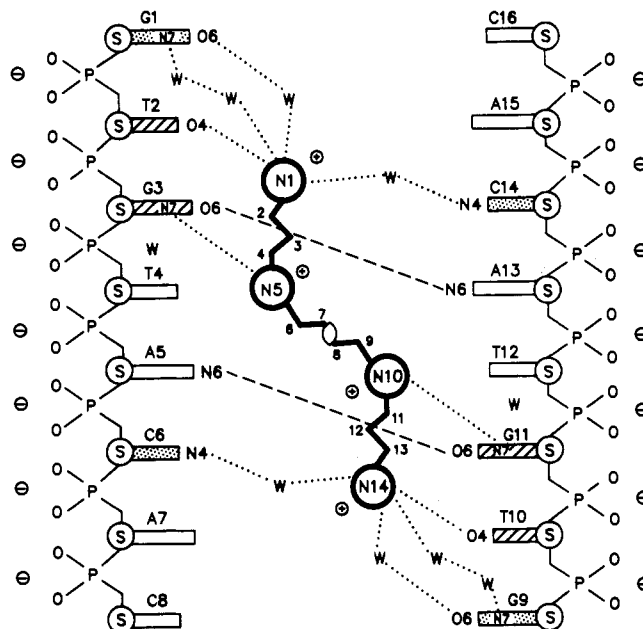 G1 C16
S N7 O6 S
O O
⊖ P W P ⊖
O W W O
T2 A15
S O4 S
O O
⊖ P ⊕ P ⊖
N1 W
O O
G3 C14
S N7 O6 N4 S
2
O 3 O
⊖ P W P ⊖
4
O O
T4 ⊕ A13
S N5 N6 S
O 6 7 O
⊖ P P ⊖
8 9
O O
A5 T12
S N6 N10 S
O ⊕ O
⊖ P W P ⊖
11
O 12 O
C6 G11
S N4 13 O6 N7 S
O O
⊖ P W N14 P ⊖
O ⊕ O
A7 T10
S O4 S
O W W O
⊖ P W P ⊖
O O
C8 G9
S O6 N7 S